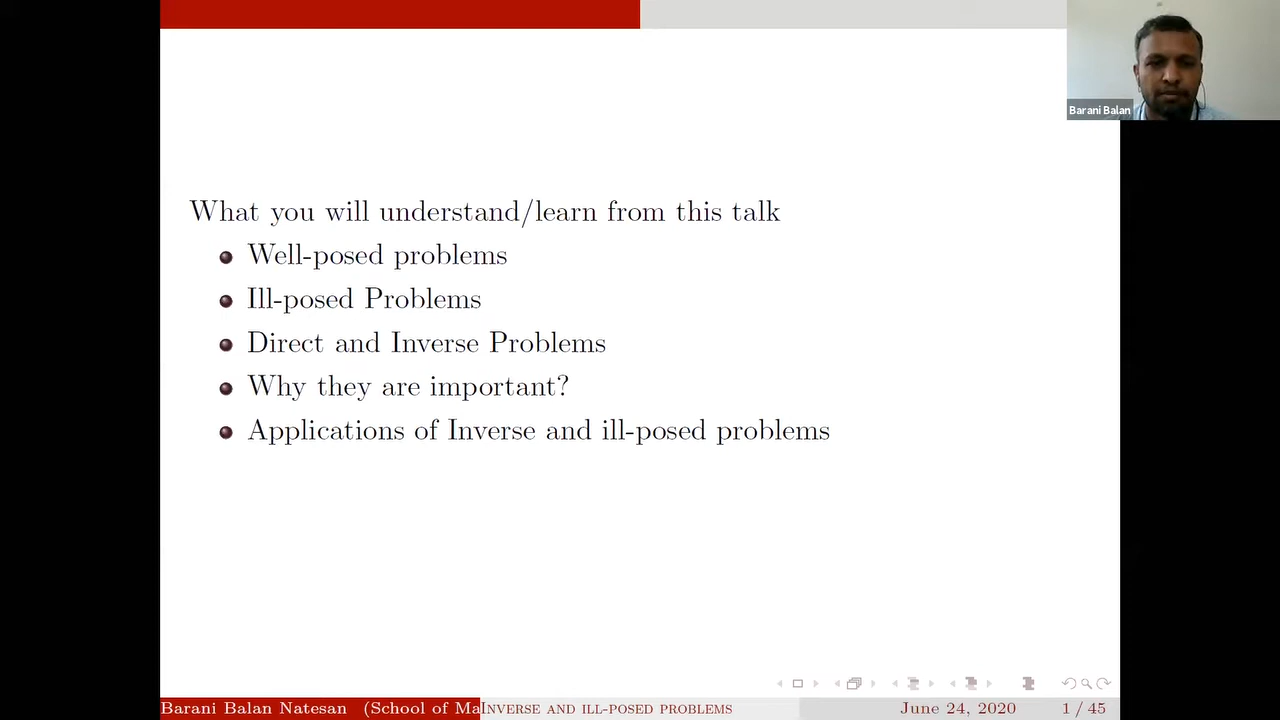 Barani Balan
What you will understand/learn from this talk
Well-posed problems
Ill-posed Problems
Direct and Inverse Problems
Why they are important?
Applications of Inverse and ill-posed problems
Barani Balan Natesan (School of Ma
INVERSE AND ILL-POSED PROBLEMS
June 24, 2020
1 / 45